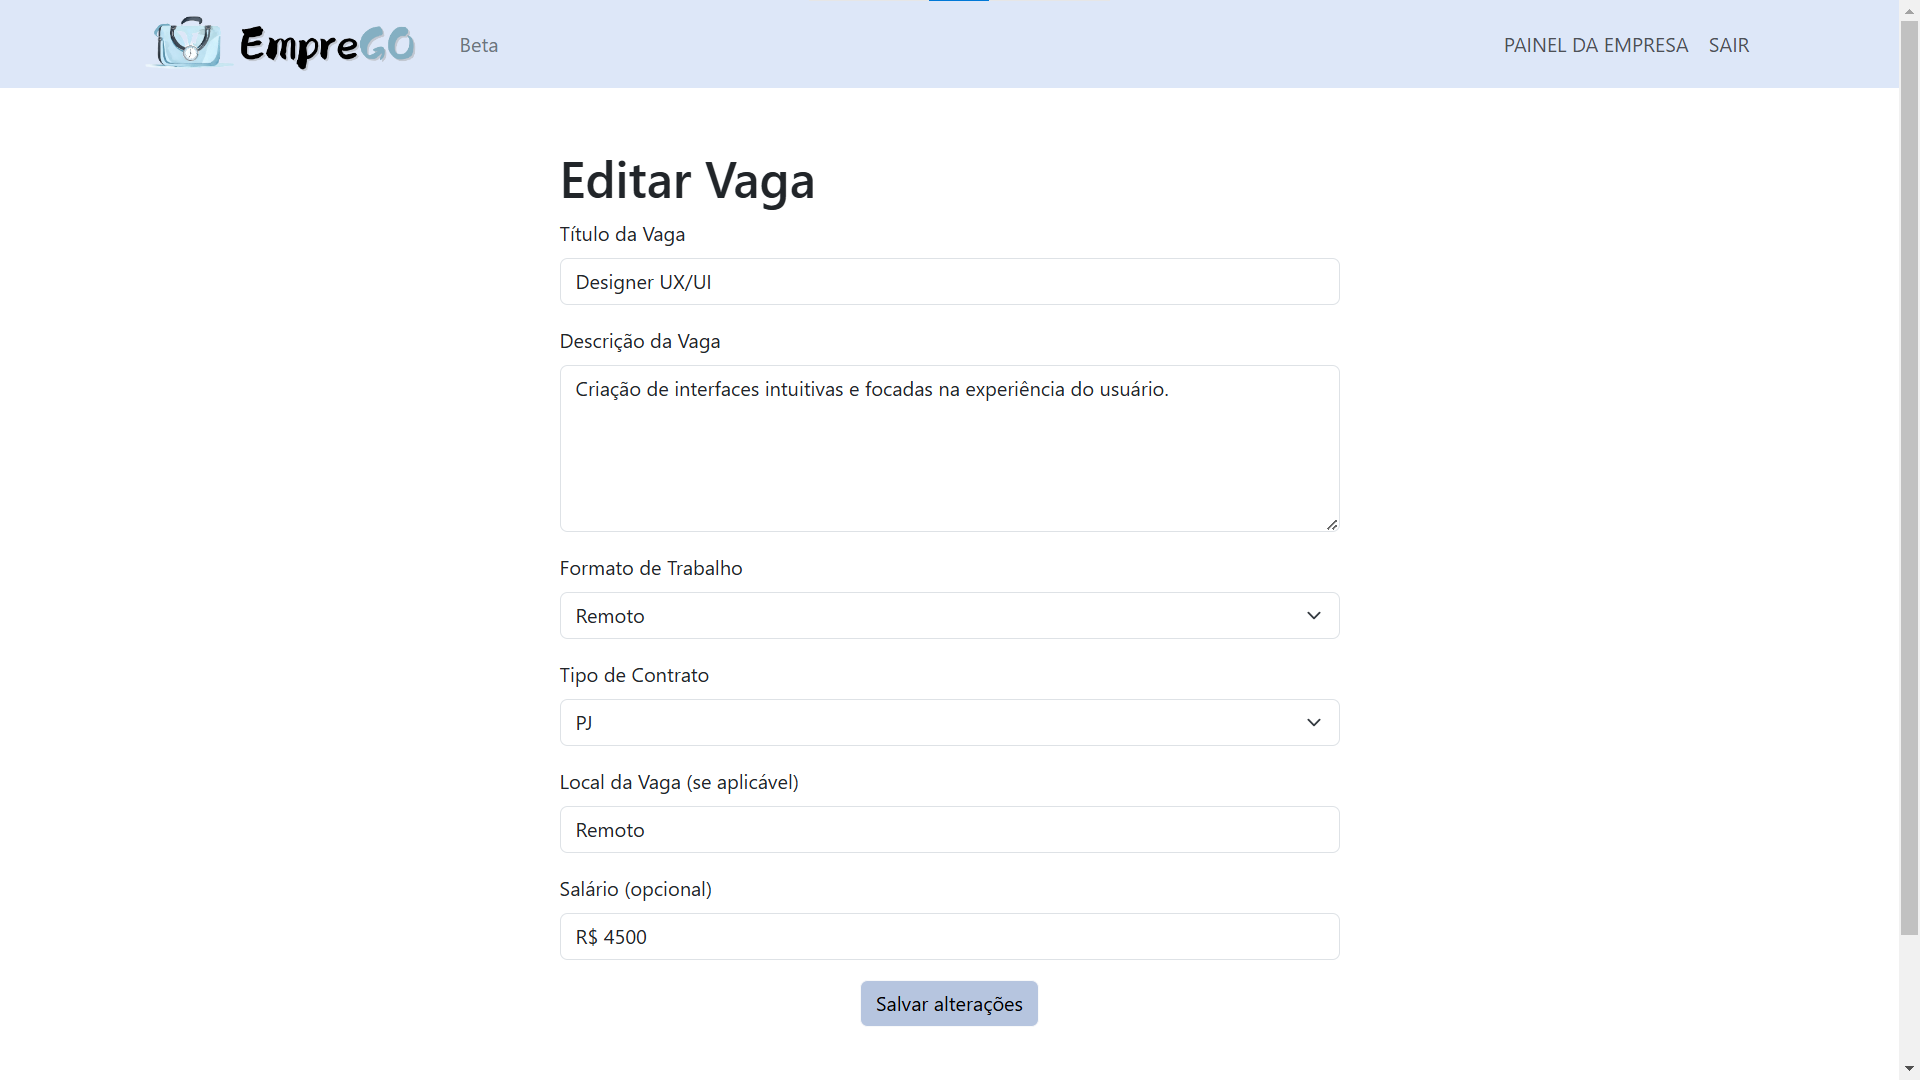 EmpreGO
Beta
PAINEL DA EMPRESA
SAIR
Editar Vaga
Título da Vaga
Designer UX/UI
Descrição da Vaga
Criação de interfaces intuitivas e focadas na experiência do usuário.
Formato de Trabalho
Remoto
Tipo de Contrato
PJ
Local da Vaga (se aplicável)
Remoto
Salário (opcional)
R$ 4500
Salvar alterações